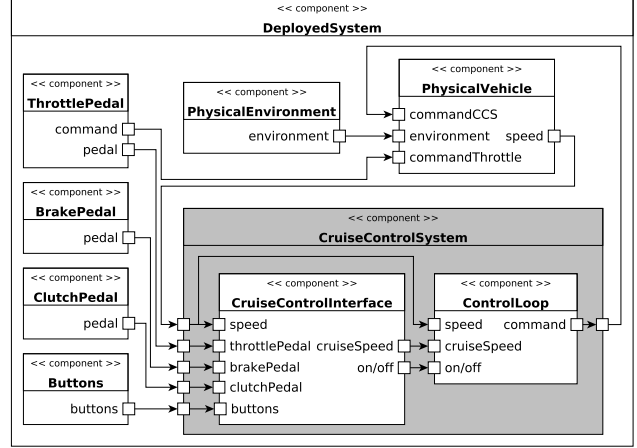 << component >>
DeployedSystem
<< component >>
ThrottlePedal
command
pedal
<< component >>
PhysicalEnvironment
environment
<< component >>
PhysicalVehicle
commandCCS
environment speed
commandThrottle
<< component >>
BrakePedal
pedal
<< component >>
ClutchPedal
pedal
<< component >>
Buttons
buttons
<< component >>
CruiseControlSystem
<< component >>
CruiseControlInterface
speed
throttlePedal cruiseSpeed
brakePedal on/off
clutchPedal
buttons
<< component >>
ControlLoop
speed command
cruiseSpeed
on/off